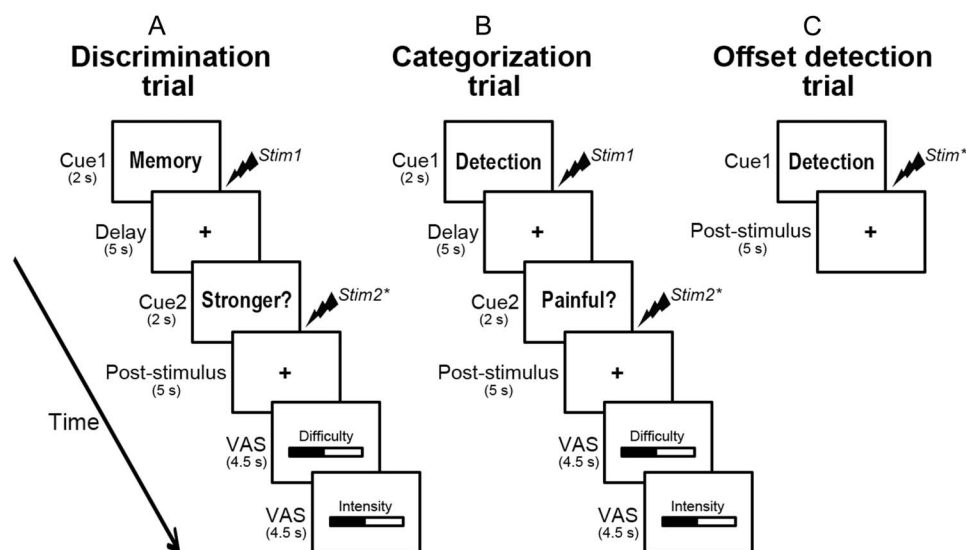 A
Discrimination
trial
Cue1
(2 s)
Memory
Stim1
Delay
(5 s)
+
Cue2
(2 s)
Stronger?
Stim2*
Post-stimulus
(5 s)
+
VAS
(4.5 s)
Difficulty
VAS
(4.5 s)
Intensity
Time
B
Categorization
trial
Cue1
(2 s)
Detection
Stim1
Delay
(5 s)
+
Cue2
(2 s)
Painful?
Stim2*
Post-stimulus
(5 s)
+
VAS
(4.5 s)
Difficulty
VAS
(4.5 s)
Intensity
C
Offset detection
trial
Cue1
Detection
Stim*
Post-stimulus
(5 s)
+